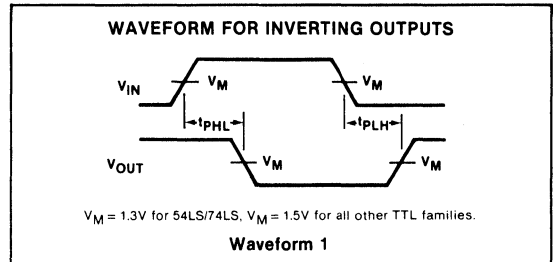 WAVEFORM FOR INVERTING OUTPUTS
VIN VM VM
tPHL tPLH
VOUT VM VM
VM = 1.3V for 54LS/74LS, VM = 1.5V for all other TTL families.
Waveform 1